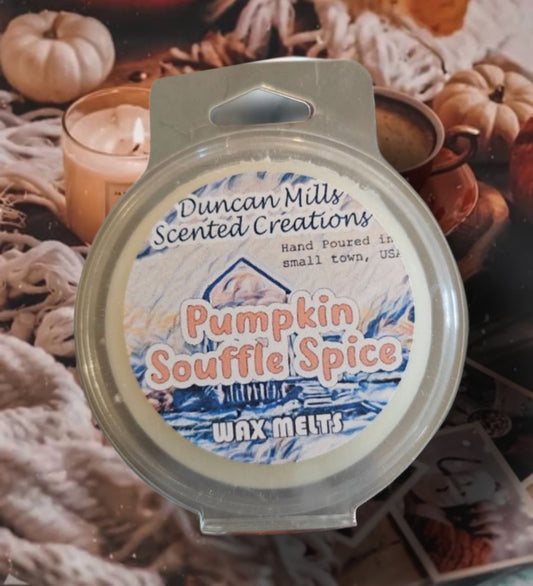 Duncan Mills
Scented Creations
Hand Poured in
small town, USA
Pumpkin
Souffle Spice
WAX MELTS